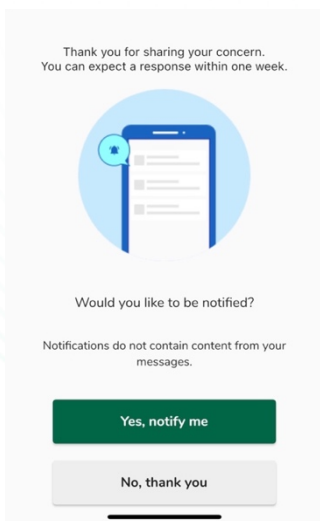 Thank you for sharing your concern.
You can expect a response within one week.
Would you like to be notified?
Notifications do not contain content from your
messages.
Yes, notify me
No, thank you